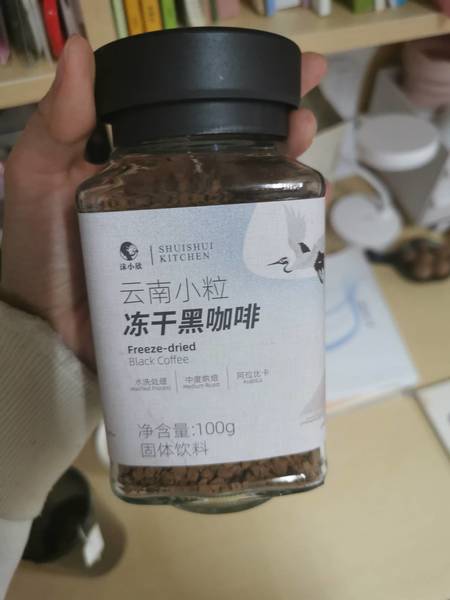 沫小欣
SHUISHUI
KITCHEN
云南小粒
冻干黑咖啡
Freeze-dried
Black Coffee
水洗处理 中度烘焙 阿拉比卡
Washed Process Medium Roast Arabica
净含量:100g
固体饮料